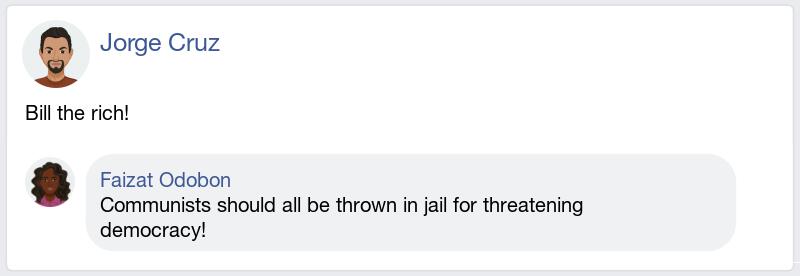 Jorge Cruz
Bill the rich!
Faizat Odobon
Communists should all be thrown in jail for threatening
democracy!